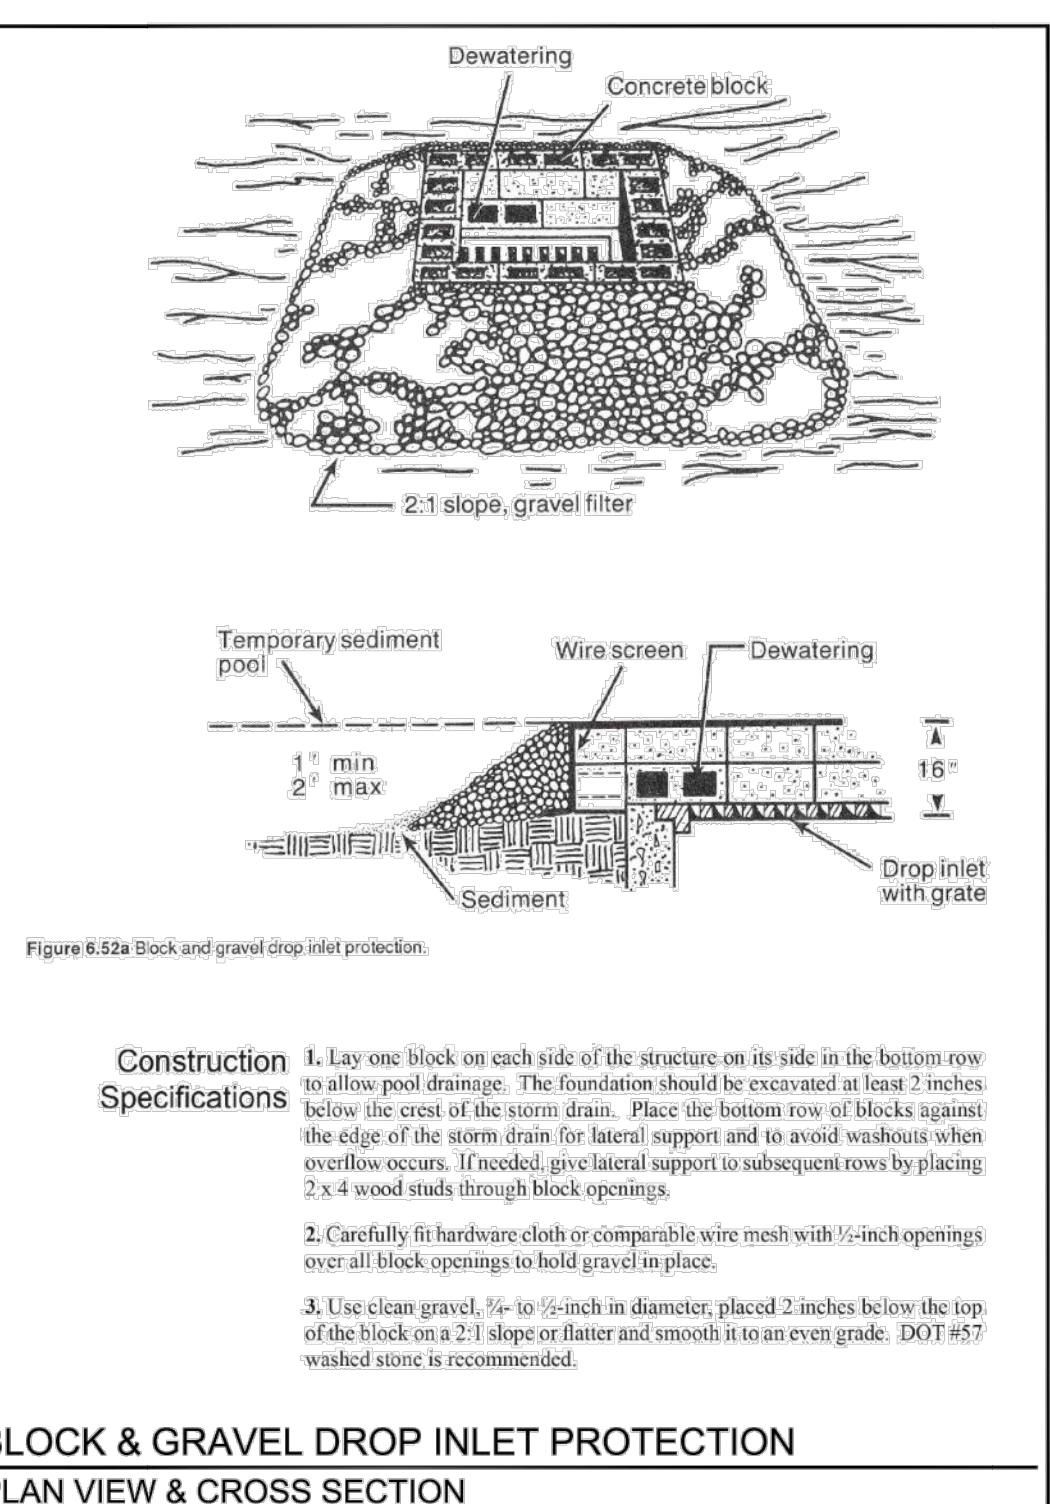 Dewatering
Concrete block
2:1 slope, gravel filter
Temporary sediment
pool
Wire screen
Dewatering
1' min
2' max
16"
Drop inlet
with grate
Sediment
Figure 6.52a Block and gravel drop inlet protection.
Construction
Specifications
1. Lay one block on each side of the structure on its side in the bottom row
to allow pool drainage. The foundation should be excavated at least 2 inches
below the crest of the storm drain. Place the bottom row of blocks against
the edge of the storm drain for lateral support and to avoid washouts when
overflow occurs. If needed, give lateral support to subsequent rows by placing
2 x 4 wood studs through block openings.
2. Carefully fit hardware cloth or comparable wire mesh with ½-inch openings
over all block openings to hold gravel in place.
3. Use clean gravel, ¾- to ½-inch in diameter, placed 2 inches below the top
of the block on a 2:1 slope or flatter and smooth it to an even grade. DOT #57
washed stone is recommended.
LOCK & GRAVEL DROP INLET PROTECTION
LAN VIEW & CROSS SECTION